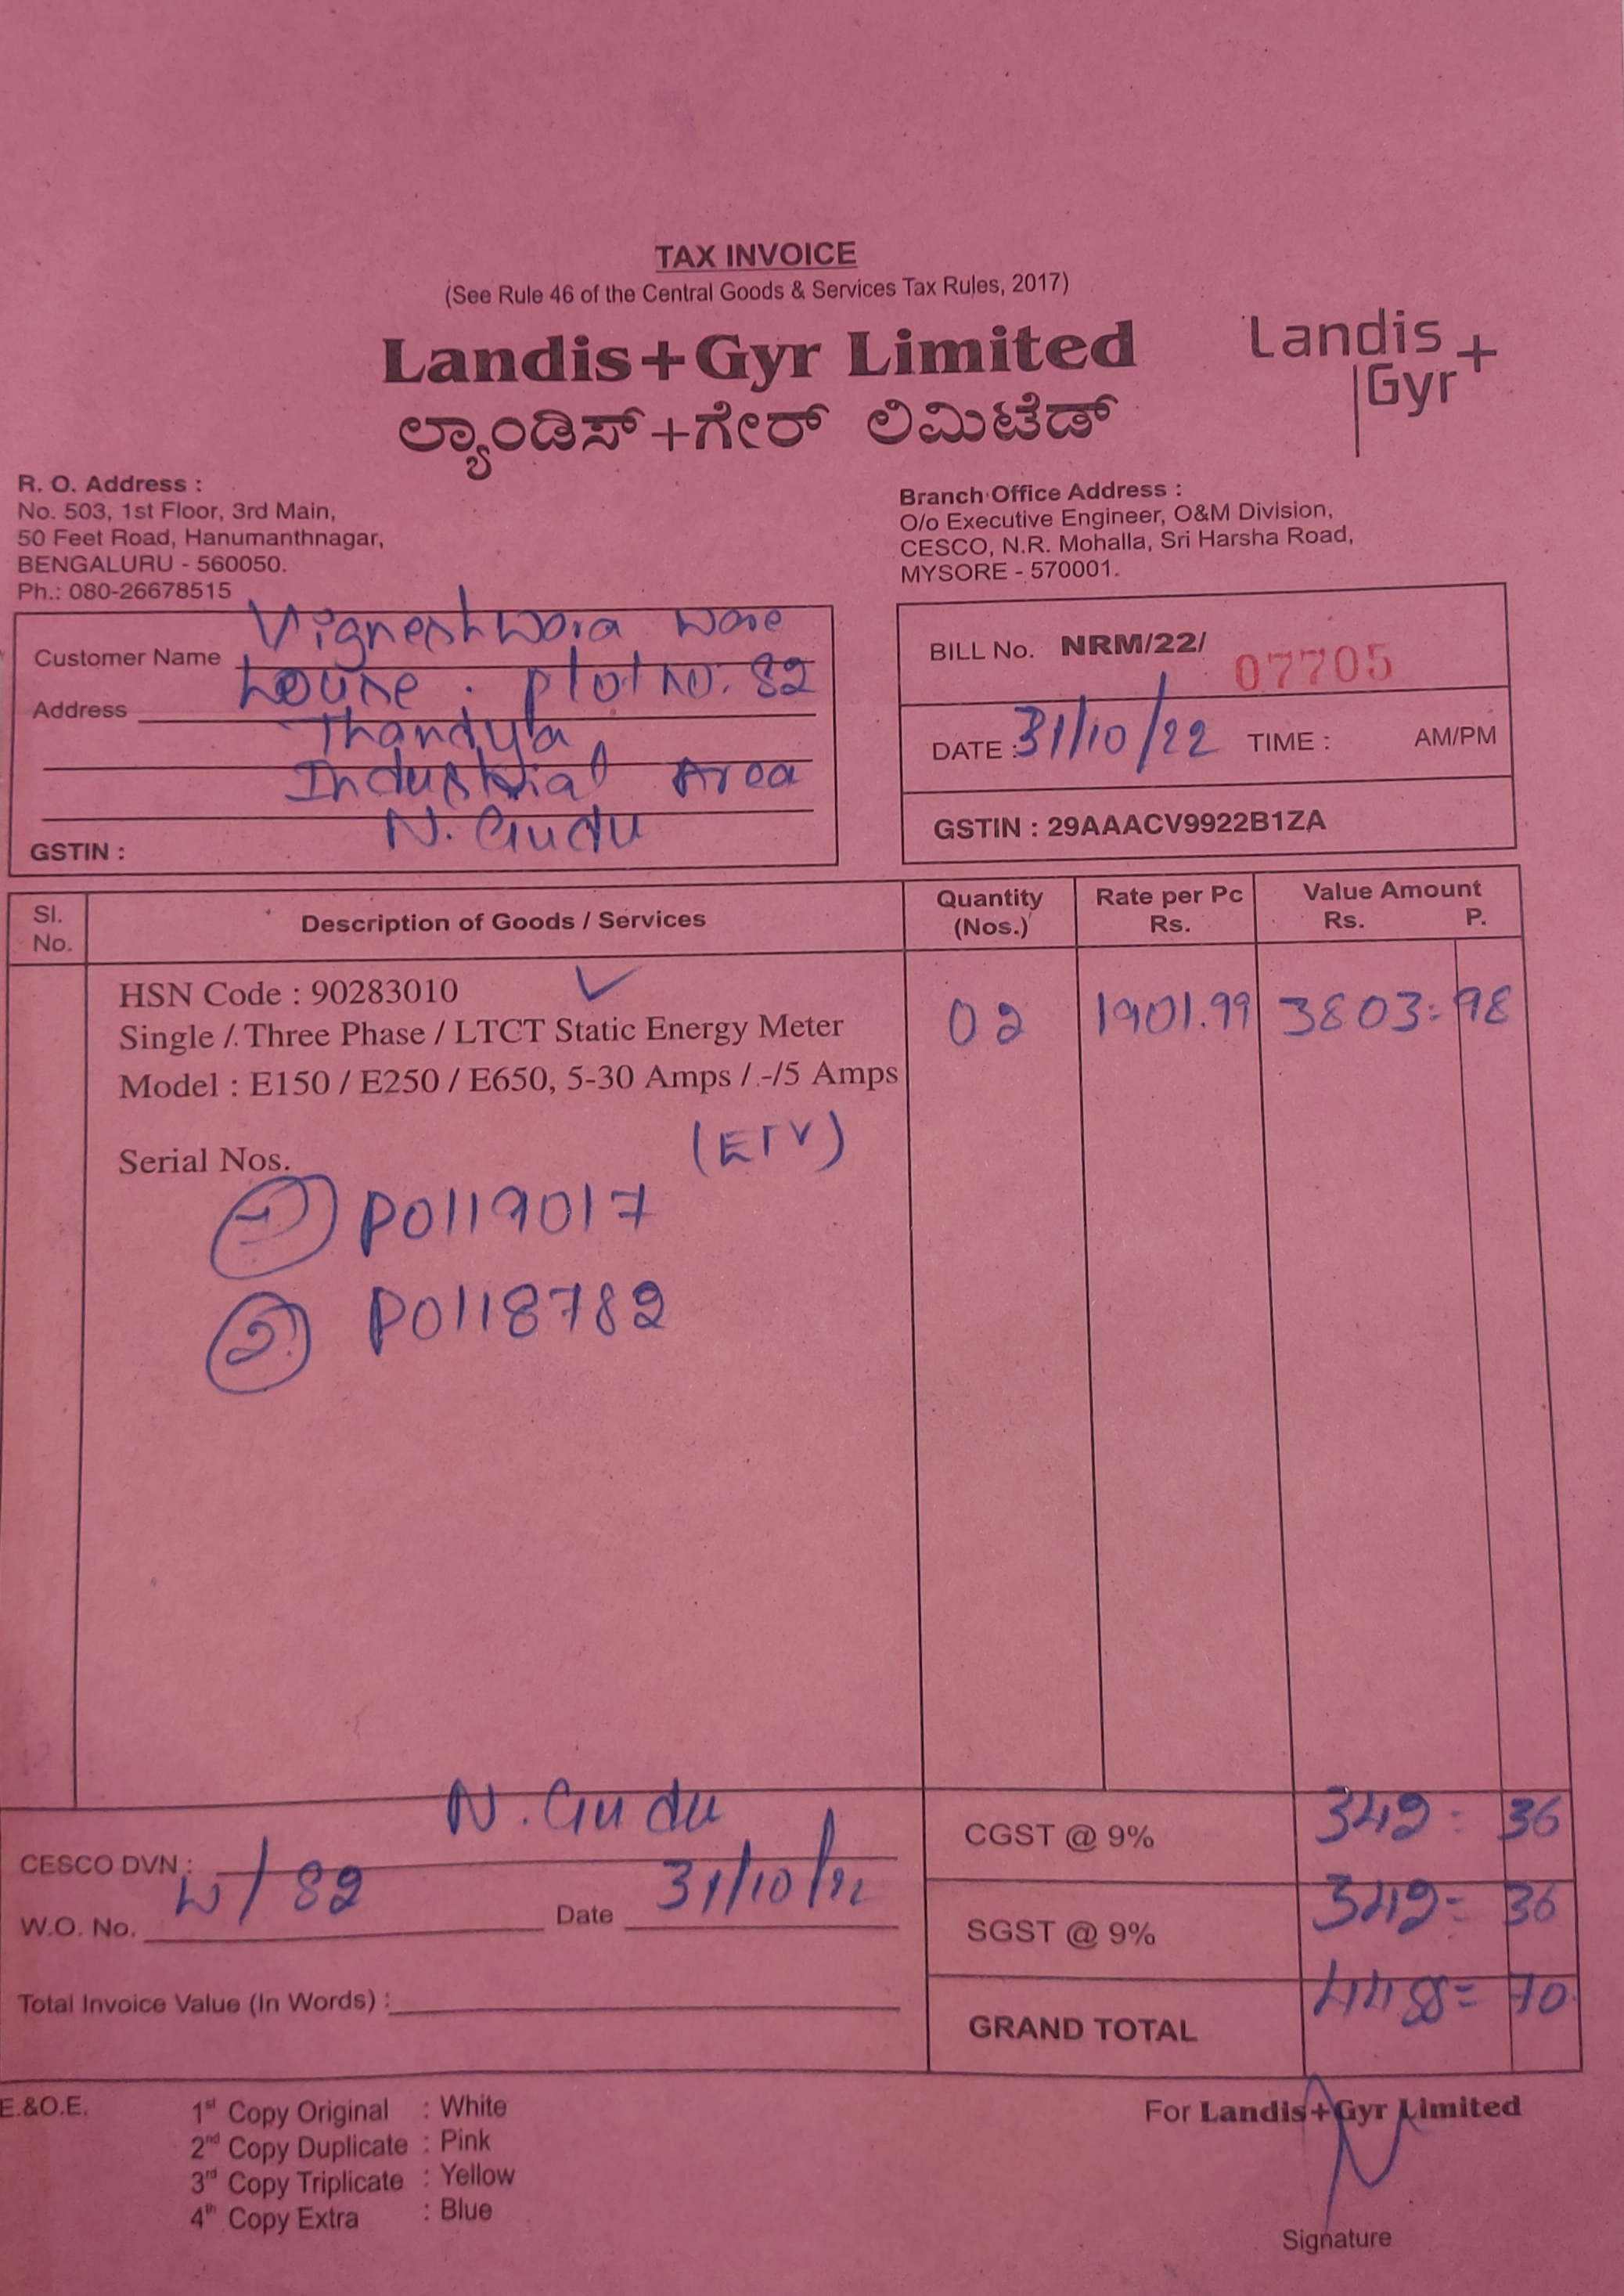 TAX INVOICE
(See Rule 46 of the Central Goods & Services Tax Rules, 2017)
Landis+Gyr Limited
ಲ್ಯಾಂಡಿಸ್+ಗೇರ್ ಲಿಮಿಟೆಡ್
Landis
Gyr+
R. O. Address :
No. 503, 1st Floor, 3rd Main,
50 Feet Road, Hanumanthnagar,
BENGALURU - 560050.
Ph.: 080-26678515
Branch Office Address :
O/o Executive Engineer, O&M Division,
CESCO, N.R. Mohalla, Sri Harsha Road,
MYSORE - 570001.
Customer Name Vigneshwara ware
Address house. plot no. 82
Thandya
Industrial Area
N. Gudu
GSTIN :
BILL No. NRM/22/ 07705
DATE : 31/10/22 TIME : AM/PM
GSTIN : 29AAACV9922B1ZA
Sl. No. Description of Goods / Services Quantity (Nos.) Rate per Pc Rs. Value Amount Rs. P.
HSN Code : 90283010
Single / Three Phase / LTCT Static Energy Meter 02 1901.99 3803=98
Model : E150 / E250 / E650, 5-30 Amps / -/5 Amps
Serial Nos. (ETV)
1 P0119017
2 P0118782
CESCO DVN : N. Gudu
W.O. No. W/82 Date 31/10/22
Total Invoice Value (In Words) :
CGST @ 9% 342=36
SGST @ 9% 342=36
GRAND TOTAL 4488=70
E.&O.E.
1st Copy Original : White
2nd Copy Duplicate : Pink
3rd Copy Triplicate : Yellow
4th Copy Extra : Blue
For Landis+Gyr Limited
Signature